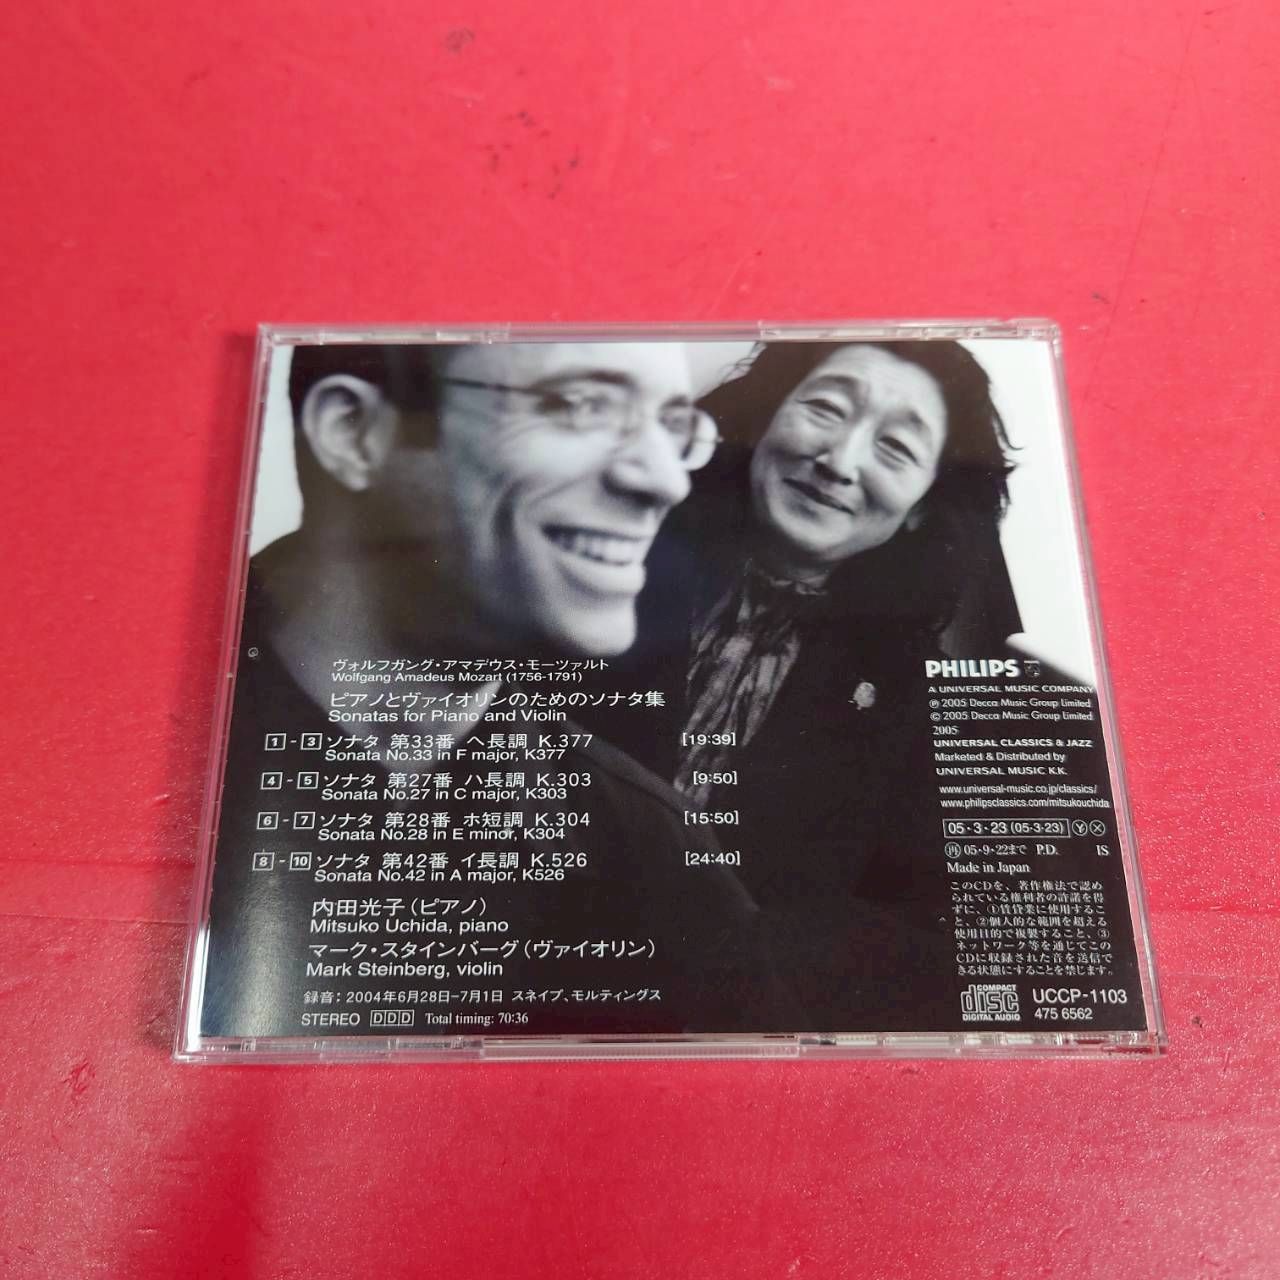 ヴォルフガング・アマデウス・モーツァルト
Wolfgang Amadeus Mozart (1756-1791)
ピアノとヴァイオリンのためのソナタ集
Sonatas for Piano and Violin
1 - 3 ソナタ 第33番 ヘ長調 K.377 [19:39]
Sonata No.33 in F major, K377
4 - 5 ソナタ 第27番 ハ長調 K.303 [9:50]
Sonata No.27 in C major, K303
6 - 7 ソナタ 第28番 ホ短調 K.304 [15:50]
Sonata No.28 in E minor, K304
8 - 10 ソナタ 第42番 イ長調 K.526 [24:40]
Sonata No.42 in A major, K526
内田光子(ピアノ)
Mitsuko Uchida, piano
マーク・スタインバーグ(ヴァイオリン)
Mark Steinberg, violin
録音:2004年6月28日-7月1日 スネイプ、モルティングス
STEREO DDD Total timing: 70:36
PHILIPS
A UNIVERSAL MUSIC COMPANY
℗ 2005 Decca Music Group Limited
© 2005 Decca Music Group Limited
2005
UNIVERSAL CLASSICS & JAZZ
Marketed & Distributed by
UNIVERSAL MUSIC K.K.
www.universal-music.co.jp/classics/
www.philipsclassics.com/mitsukouchida
05・3・23 (05・3・23) Ⓨ Ⓧ
再 05・9・22まで P.D. IS
Made in Japan
このCDを、著作権法で認め
られている権利者の許諾を得
ずに、①賃貸業に使用するこ
と、②個人的な範囲を超える
使用目的で複製すること、③
ネットワーク等を通じてこの
CDに収録された音を送信で
きる状態にすることを禁じます。
COMPACT
disc
DIGITAL AUDIO
UCCP-1103
475 6562